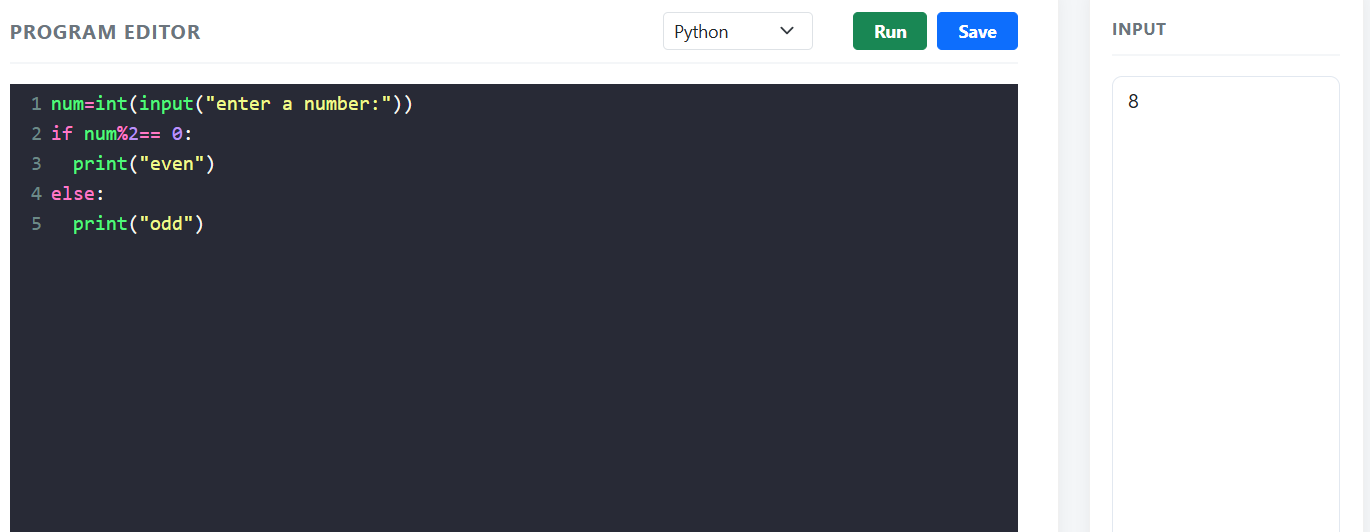 PROGRAM EDITOR
Python
Run
Save
1 num=int(input("enter a number:"))
2 if num%2== 0:
3   print("even")
4 else:
5   print("odd")
INPUT
8